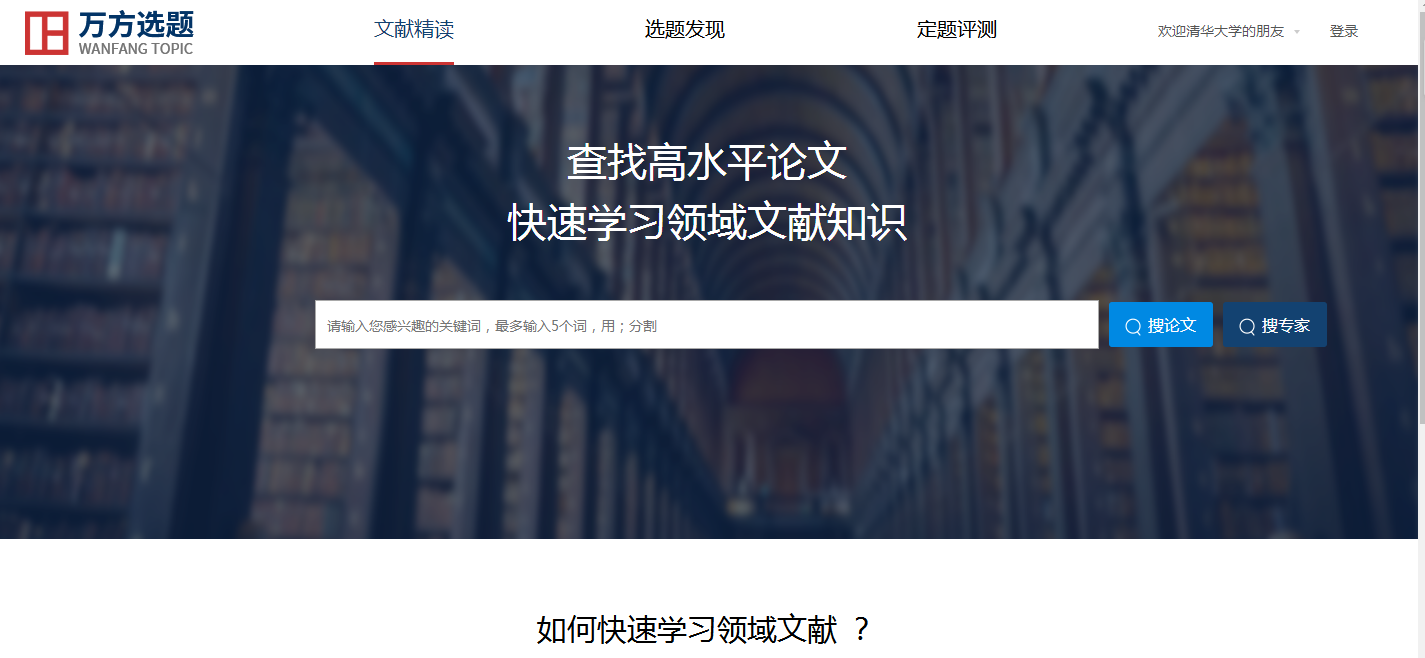 万方选题
WANFANG TOPIC
文献精读
选题发现
定题评测
欢迎清华大学的朋友
登录
查找高水平论文
快速学习领域文献知识
请输入您感兴趣的关键词，最多输入5个词，用；分割
搜论文
搜专家
如何快速学习领域文献 ？